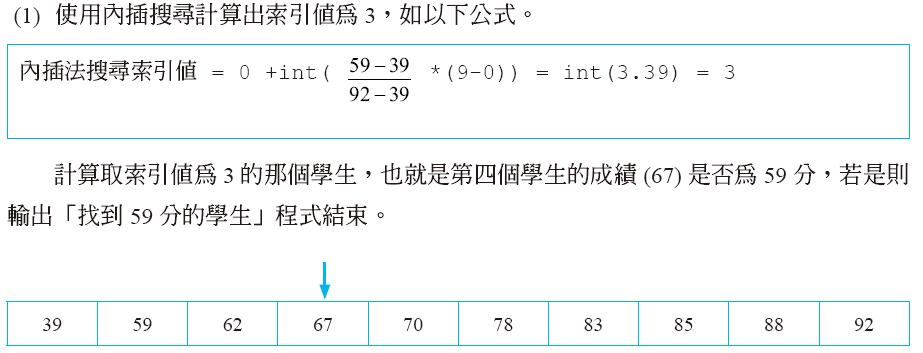 (1) 使用內插搜尋計算出索引值為 3，如以下公式。
內插法搜尋索引值 = 0 +int( 59－39 / 92－39 *(9-0)) = int(3.39) = 3
計算取索引值為 3 的那個學生，也就是第四個學生的成績 (67) 是否為 59 分，若是則
輸出「找到 59 分的學生」程式結束。
39 59 62 67 70 78 83 85 88 92